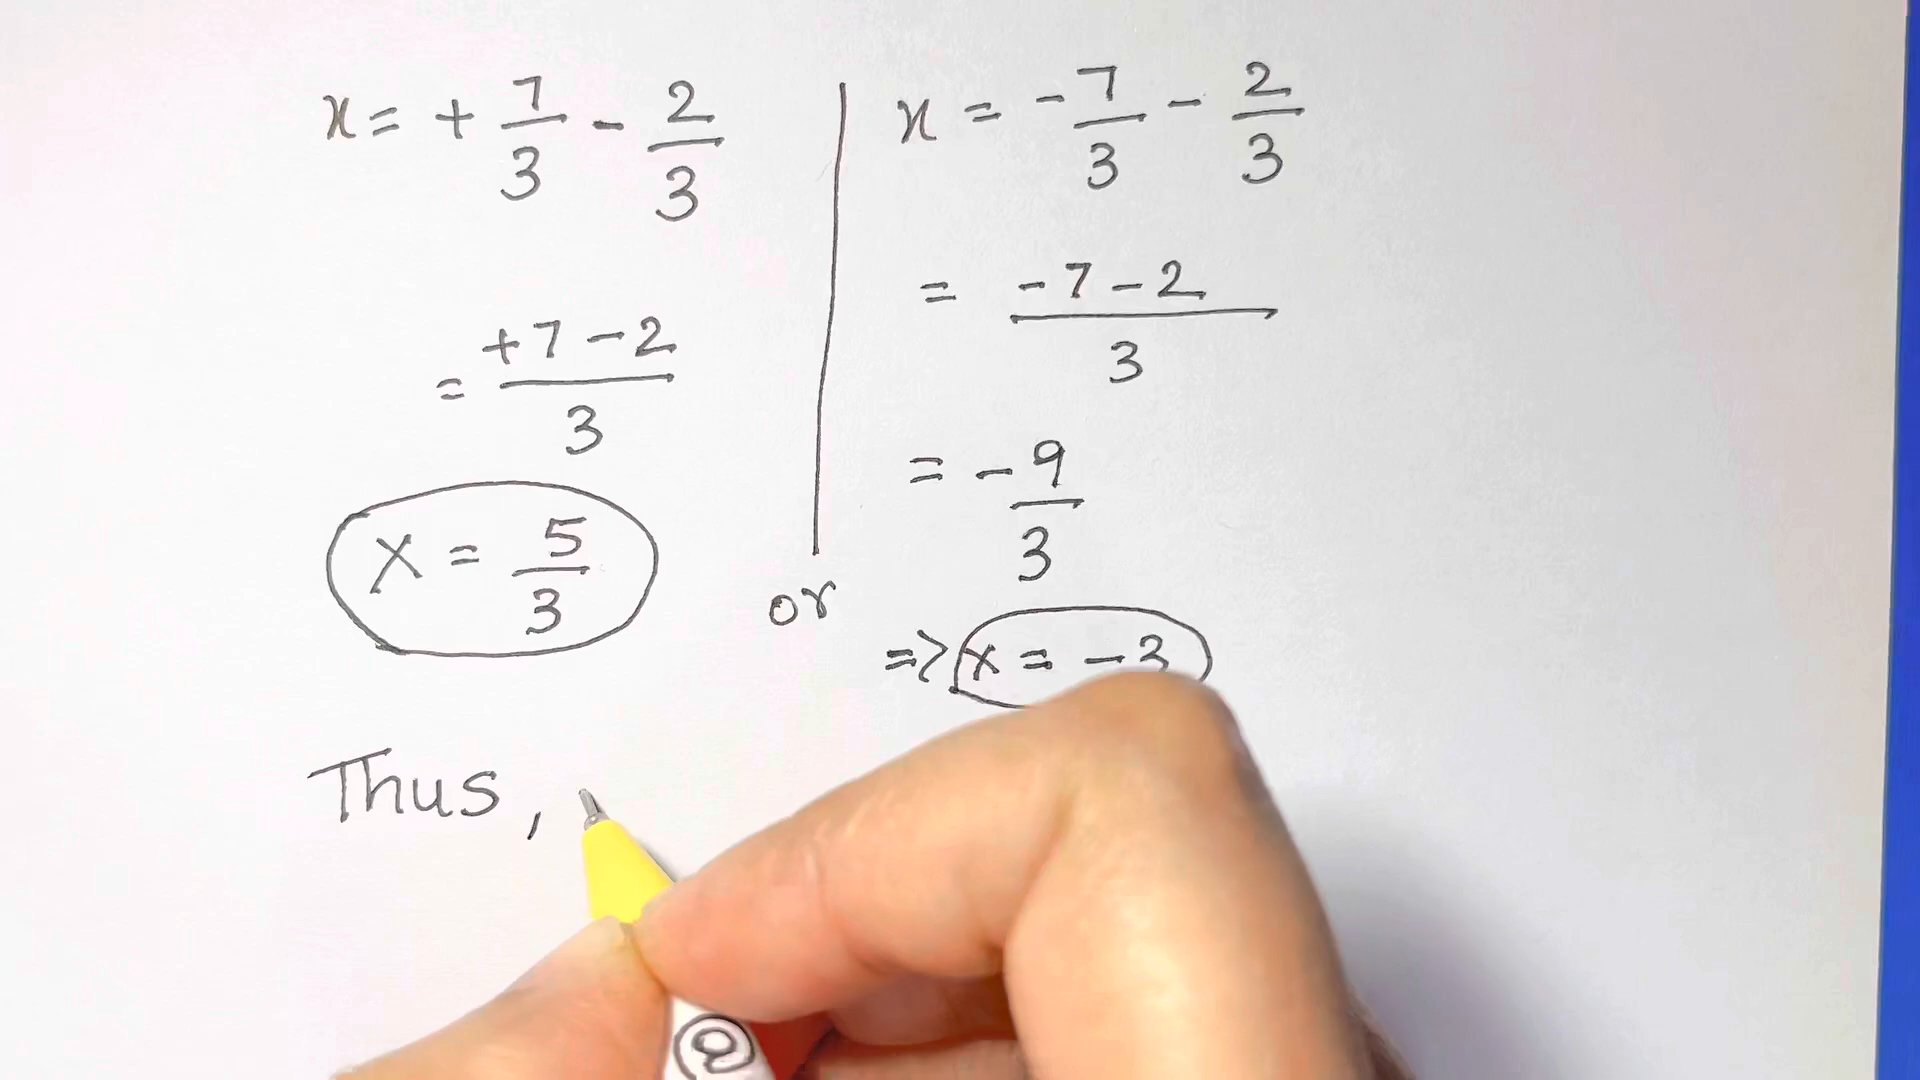 x = + 7/3 - 2/3
= +7-2/3
x = 5/3
or
x = - 7/3 - 2/3
= -7-2/3
= - 9/3
=> x = -3
Thus,